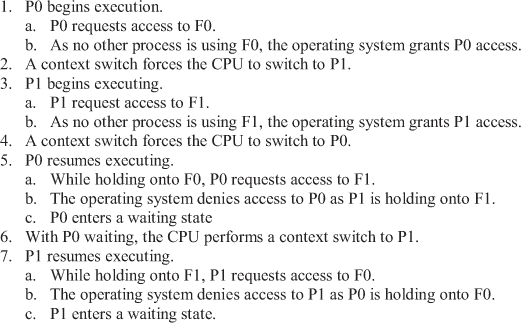 1. P0 begins execution.
a. P0 requests access to F0.
b. As no other process is using F0, the operating system grants P0 access.
2. A context switch forces the CPU to switch to P1.
3. P1 begins executing.
a. P1 request access to F1.
b. As no other process is using F1, the operating system grants P1 access.
4. A context switch forces the CPU to switch to P0.
5. P0 resumes executing.
a. While holding onto F0, P0 requests access to F1.
b. The operating system denies access to P0 as P1 is holding onto F1.
c. P0 enters a waiting state
6. With P0 waiting, the CPU performs a context switch to P1.
7. P1 resumes executing.
a. While holding onto F1, P1 requests access to F0.
b. The operating system denies access to P1 as P0 is holding onto F0.
c. P1 enters a waiting state.